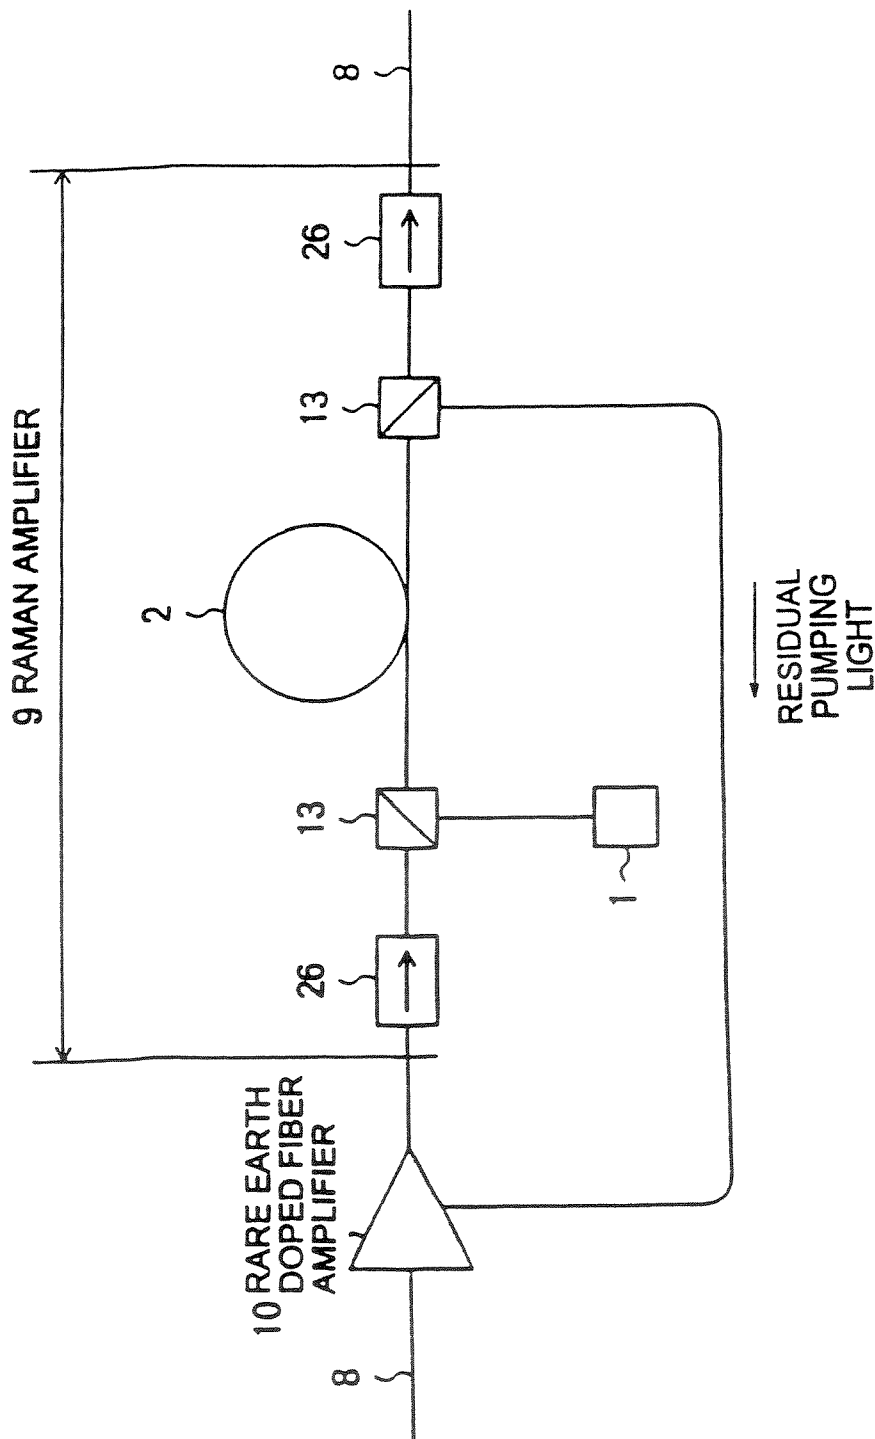 9 RAMAN AMPLIFIER
10 RARE EARTH
DOPED FIBER
AMPLIFIER
8
26
13
2
13
26
8
1
RESIDUAL
PUMPING
LIGHT